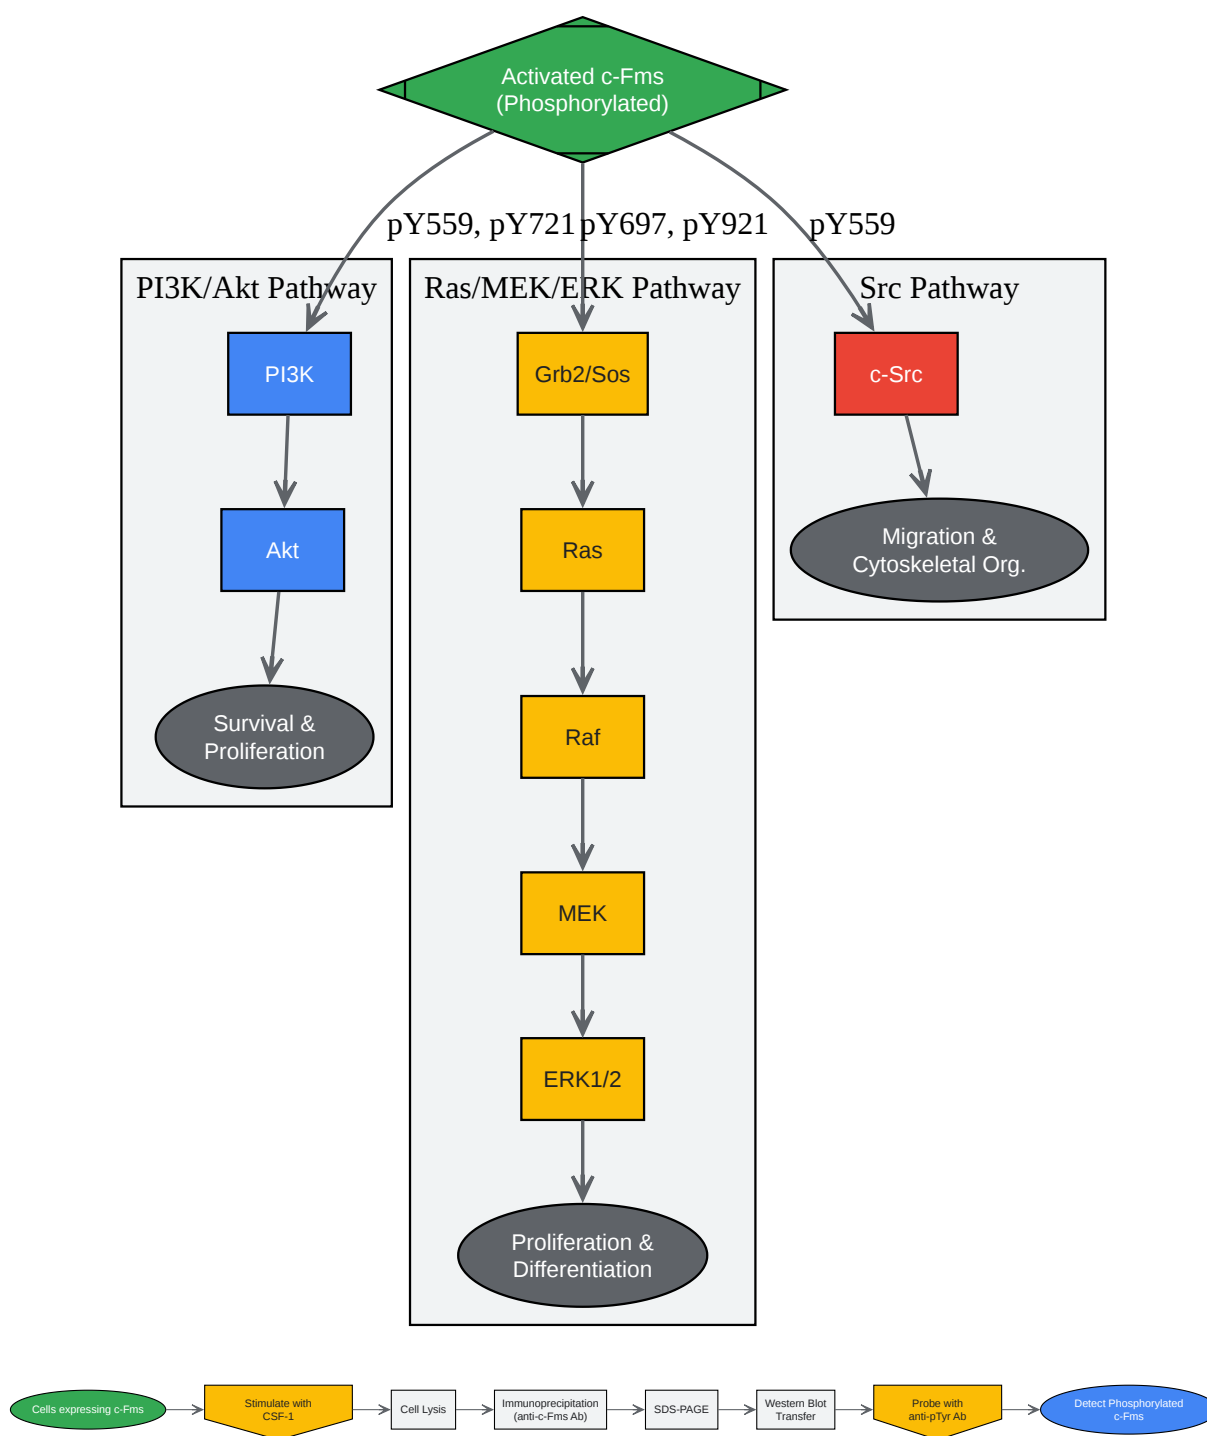 Activated c-Fms
(Phosphorylated)
pY559, pY721
pY697, pY921
pY559
PI3K/Akt Pathway
Ras/MEK/ERK Pathway
Src Pathway
PI3K
Grb2/Sos
c-Src
Akt
Ras
Migration &
Cytoskeletal Org.
Survival &
Proliferation
Raf
MEK
ERK1/2
Proliferation &
Differentiation
Cells expressing c-Fms
Stimulate with
CSF-1
Cell Lysis
Immunoprecipitation
(anti-c-Fms Ab)
SDS-PAGE
Western Blot
Transfer
Probe with
anti-pTyr Ab
Detect Phosphorylated
c-Fms